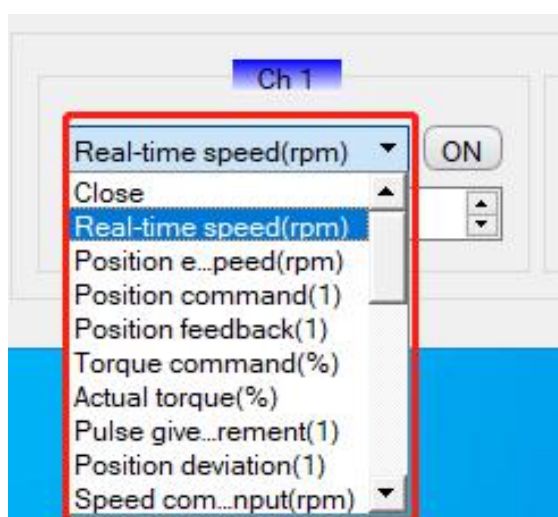 Ch 1
Real-time speed(rpm) ON
Close
Real-time speed(rpm)
Position e...peed(rpm)
Position command(1)
Position feedback(1)
Torque command(%)
Actual torque(%)
Pulse give...rement(1)
Position deviation(1)
Speed com...nput(rpm)